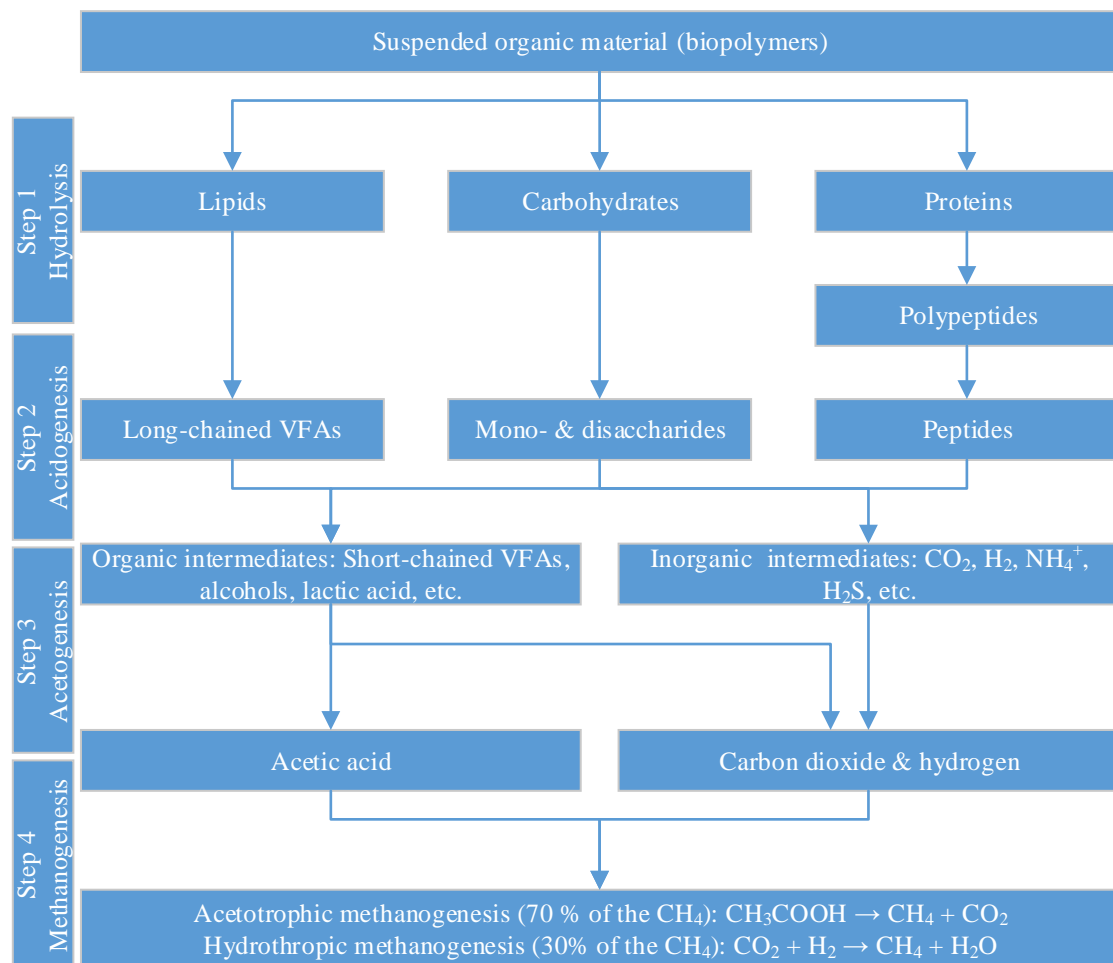 Suspended organic material (biopolymers)
Step 1
Hydrolysis
Lipids
Carbohydrates
Proteins
Polypeptides
Step 2
Acidogenesis
Long-chained VFAs
Mono- & disaccharides
Peptides
Step 3
Acetogenesis
Organic intermediates: Short-chained VFAs,
alcohols, lactic acid, etc.
Inorganic intermediates: CO₂, H₂, NH₄⁺,
H₂S, etc.
Acetic acid
Carbon dioxide & hydrogen
Step 4
Methanogenesis
Acetotrophic methanogenesis (70 % of the CH₄): CH₃COOH → CH₄ + CO₂
Hydrothropic methanogenesis (30% of the CH₄): CO₂ + H₂ → CH₄ + H₂O